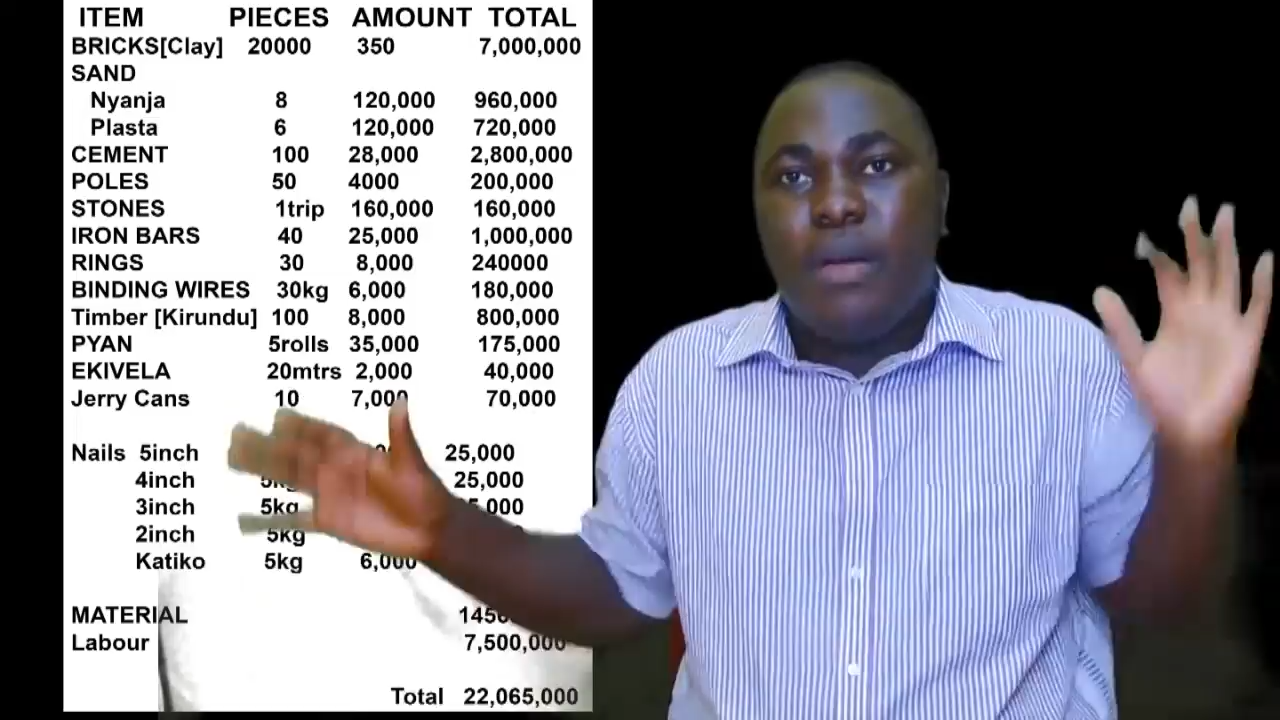 ITEM PIECES AMOUNT TOTAL
BRICKS[Clay] 20000 350 7,000,000
SAND
Nyanja 8 120,000 960,000
Plasta 6 120,000 720,000
CEMENT 100 28,000 2,800,000
POLES 50 4000 200,000
STONES 1trip 160,000 160,000
IRON BARS 40 25,000 1,000,000
RINGS 30 8,000 240000
BINDING WIRES 30kg 6,000 180,000
Timber [Kirundu] 100 8,000 800,000
PYAN 5rolls 35,000 175,000
EKIVELA 20mtrs 2,000 40,000
Jerry Cans 10 7,000 70,000
Nails 5inch 25,000
4inch 5kg 25,000
3inch 5kg
2inch 5kg
Katiko 5kg 6,000
MATERIAL
Labour 7,500,000
Total 22,065,000